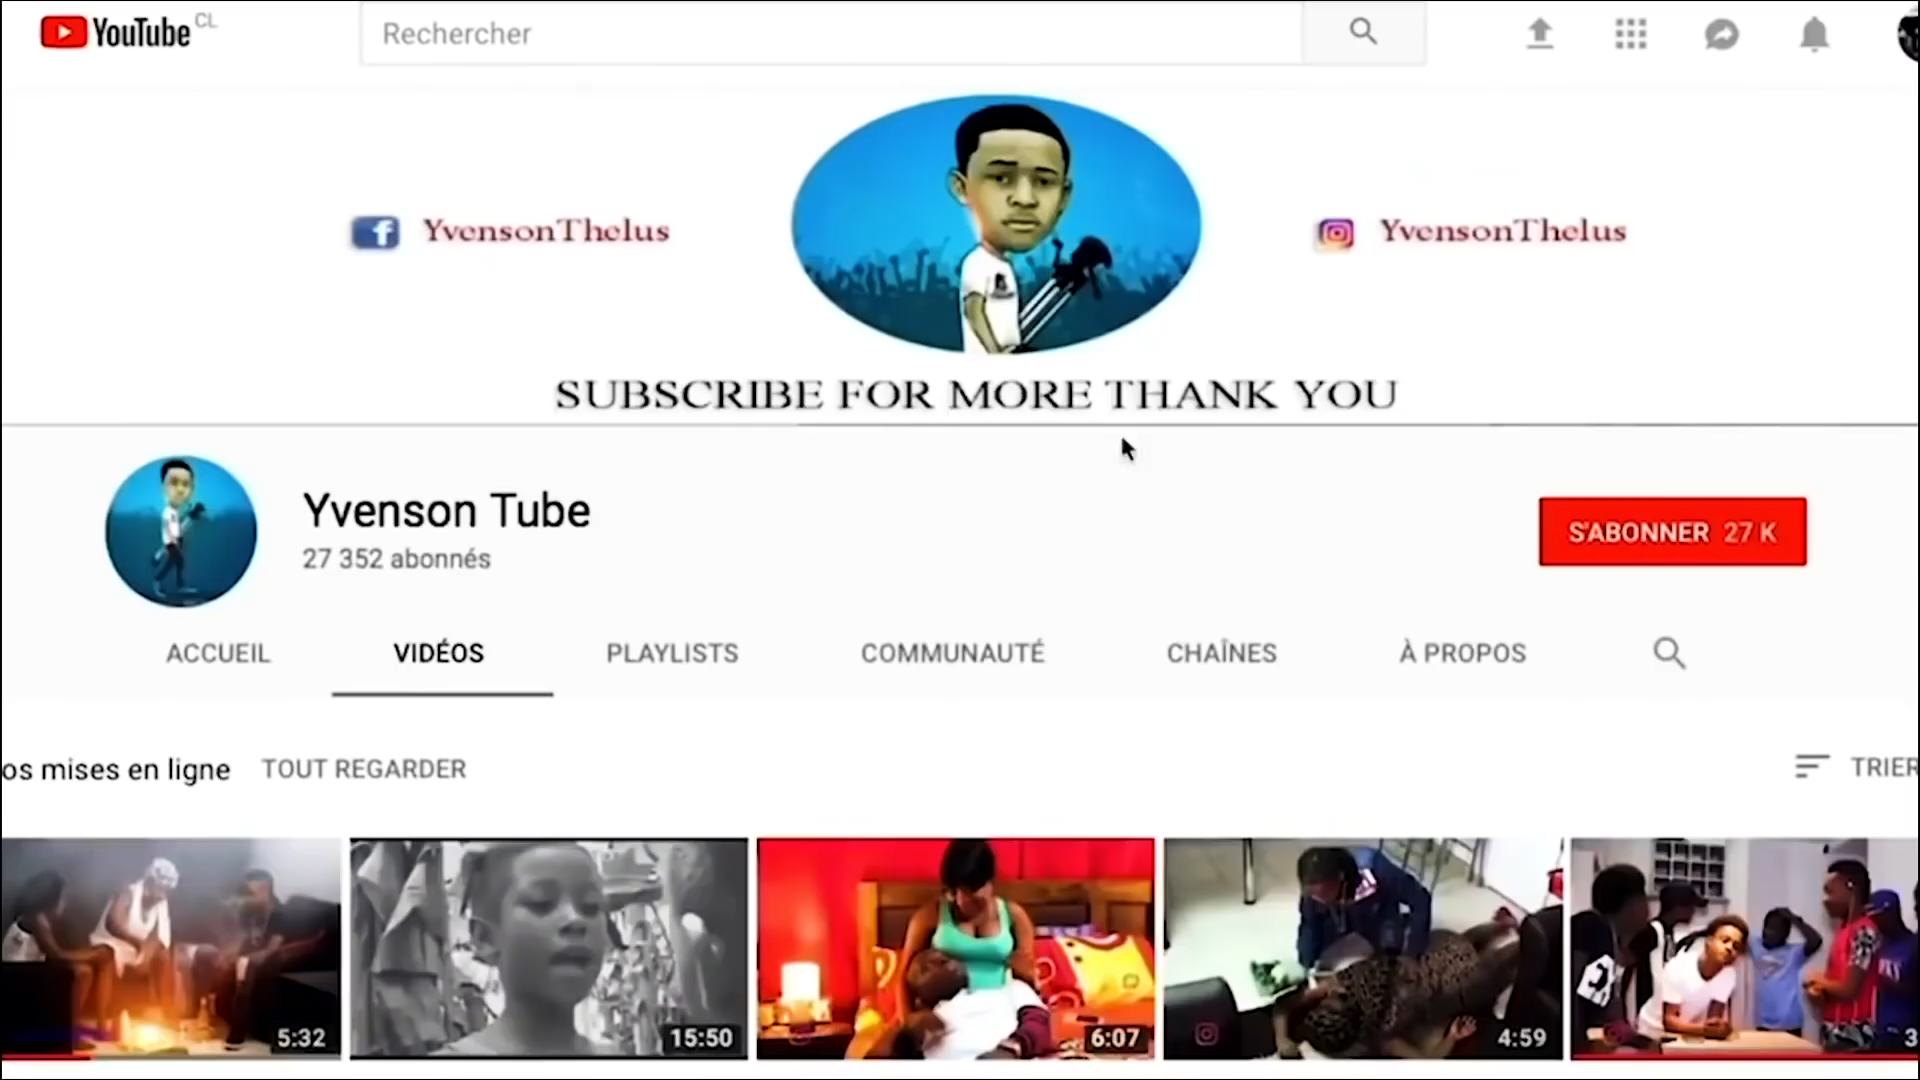 YouTube CL
Rechercher
YvensonThelus
YvensonThelus
SUBSCRIBE FOR MORE THANK YOU
Yvenson Tube
27 352 abonnés
S'ABONNER 27 K
ACCUEIL VIDÉOS PLAYLISTS COMMUNAUTÉ CHAÎNES À PROPOS
os mises en ligne TOUT REGARDER TRIER
5:32 15:50 6:07 4:59 3